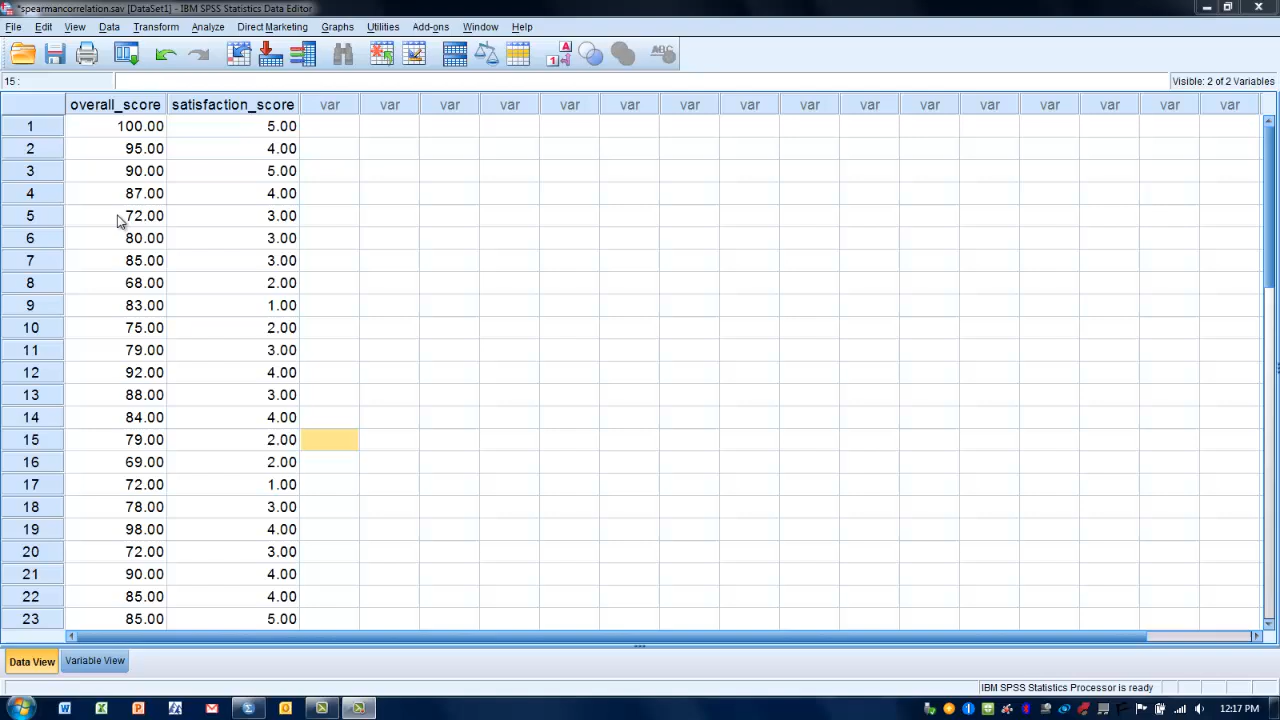 *spearmancorrelation.sav [DataSet1] - IBM SPSS Statistics Data Editor
File Edit View Data Transform Analyze Direct Marketing Graphs Utilities Add-ons Window Help
15 : Visible: 2 of 2 Variables
overall_score satisfaction_score var var var var var var var var var var var var var var var var
1 100.00 5.00
2 95.00 4.00
3 90.00 5.00
4 87.00 4.00
5 72.00 3.00
6 80.00 3.00
7 85.00 3.00
8 68.00 2.00
9 83.00 1.00
10 75.00 2.00
11 79.00 3.00
12 92.00 4.00
13 88.00 3.00
14 84.00 4.00
15 79.00 2.00
16 69.00 2.00
17 72.00 1.00
18 78.00 3.00
19 98.00 4.00
20 72.00 3.00
21 90.00 4.00
22 85.00 4.00
23 85.00 5.00
Data View Variable View
IBM SPSS Statistics Processor is ready
12:17 PM